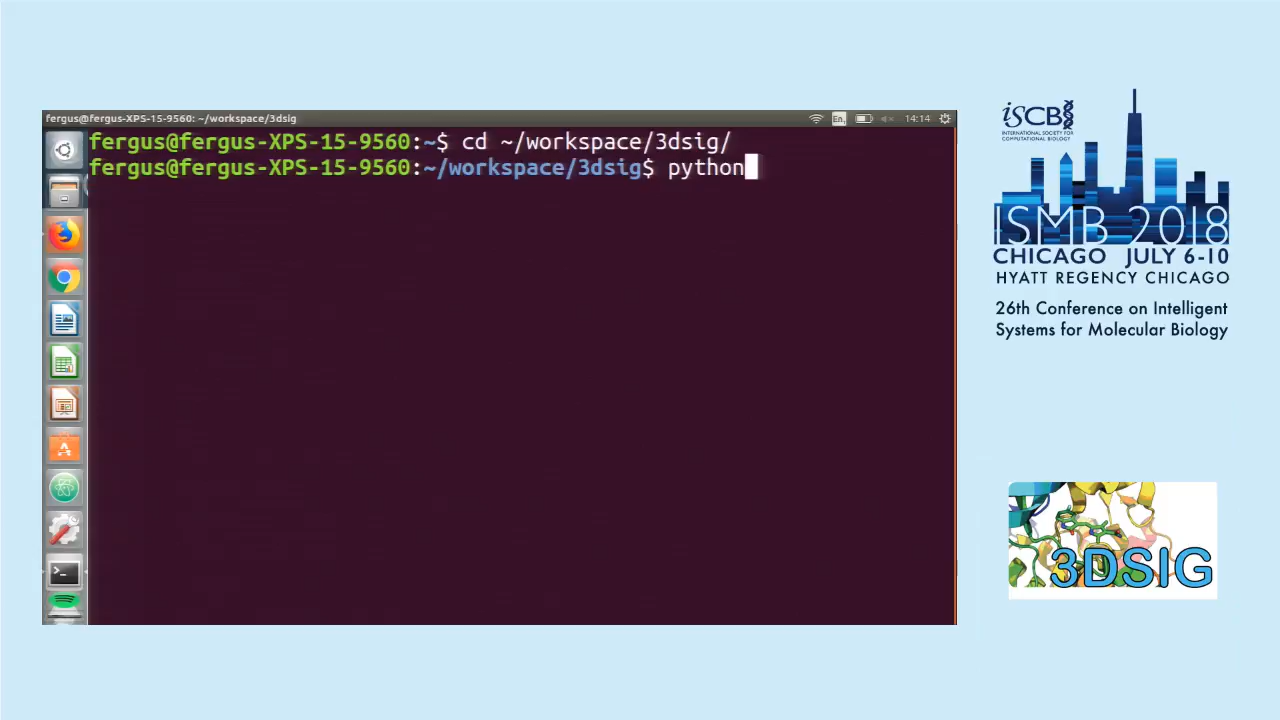 fergus@fergus-XPS-15-9560: ~/workspace/3dsig
En
14:14
fergus@fergus-XPS-15-9560:~$ cd ~/workspace/3dsig/
fergus@fergus-XPS-15-9560:~/workspace/3dsig$ python
iSCB
INTERNATIONAL SOCIETY FOR
COMPUTATIONAL BIOLOGY
ISMB 2018
CHICAGO JULY 6-10
HYATT REGENCY CHICAGO
26th Conference on Intelligent
Systems for Molecular Biology
3DSIG